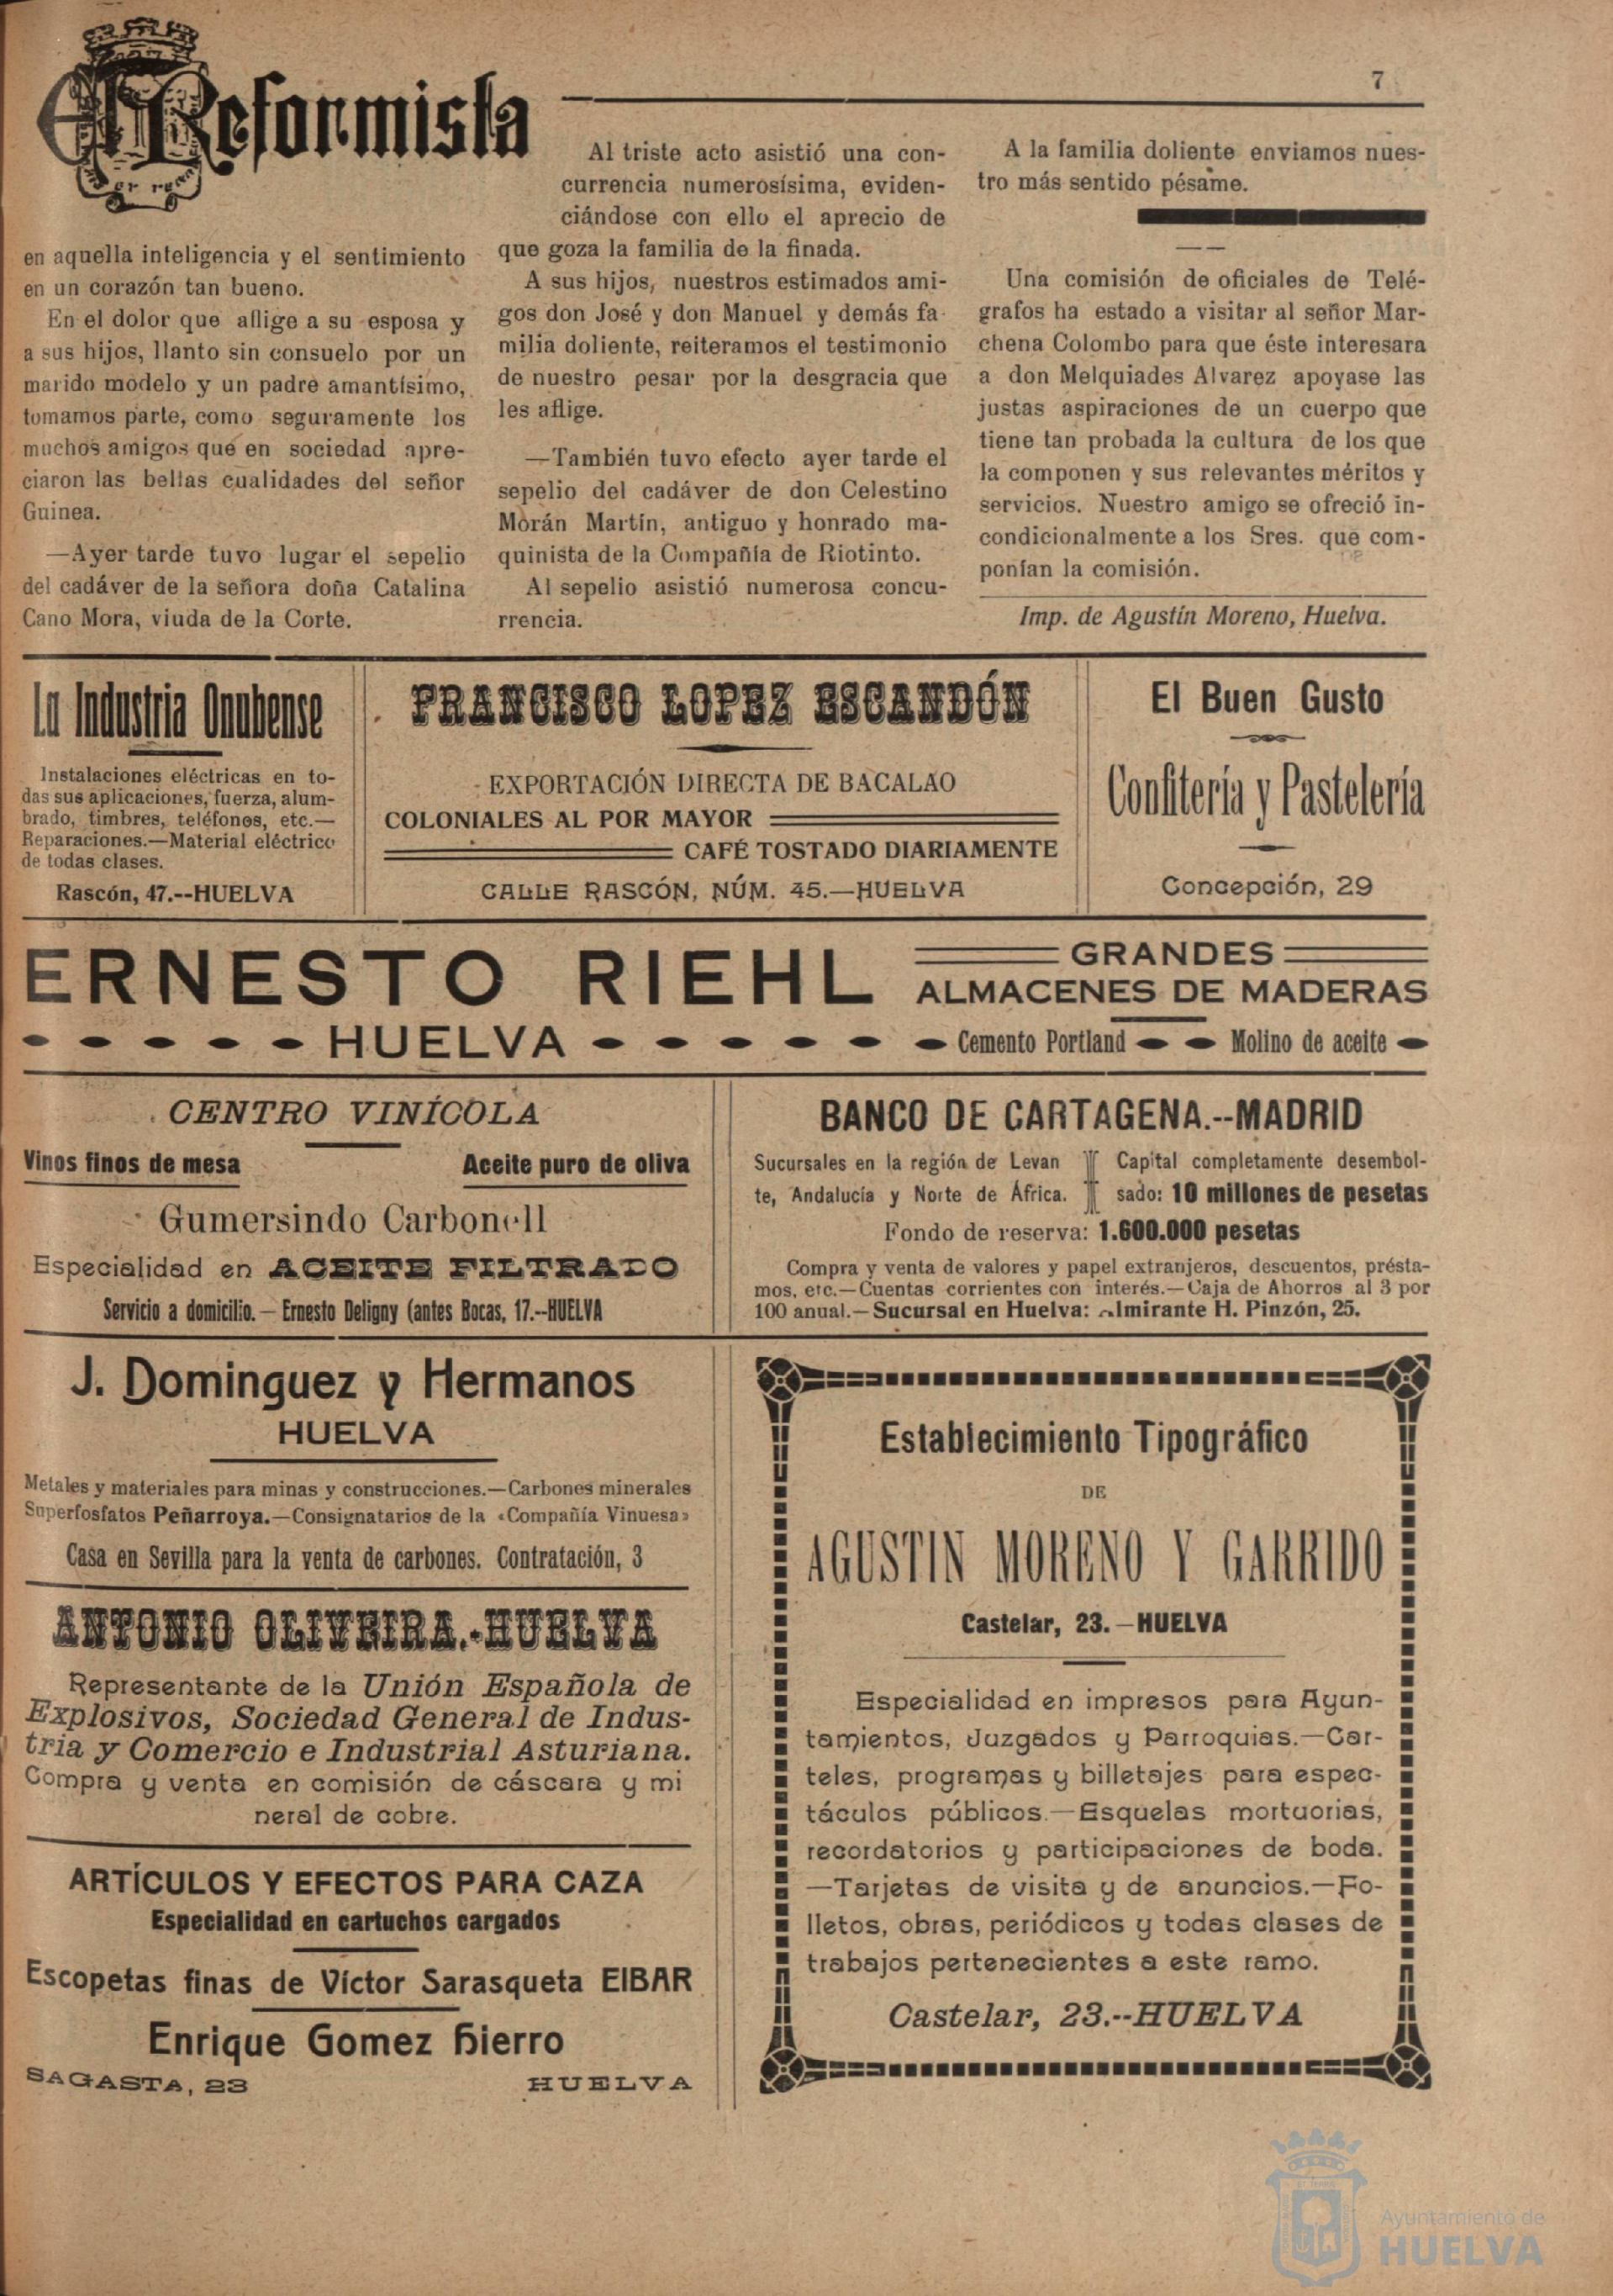 El Reformista
7
en aquella inteligencia y el sentimiento
en un corazón tan bueno.
En el dolor que aflige a su esposa y
a sus hijos, llanto sin consuelo por un
marido modelo y un padre amantísimo,
tomamos parte, como seguramente los
muchos amigos que en sociedad apre-
ciaron las bellas cualidades del señor
Guinea.
—Ayer tarde tuvo lugar el sepelio
del cadáver de la señora doña Catalina
Cano Mora, viuda de la Corte.
Al triste acto asistió una con-
currencia numerosísima, eviden-
ciándose con ello el aprecio de
que goza la familia de la finada.
A sus hijos, nuestros estimados ami-
gos don José y don Manuel y demás fa-
milia doliente, reiteramos el testimonio
de nuestro pesar por la desgracia que
les aflige.
—También tuvo efecto ayer tarde el
sepelio del cadáver de don Celestino
Morán Martín, antiguo y honrado ma-
quinista de la Compañía de Riotinto.
Al sepelio asistió numerosa concu-
rrencia.
A la familia doliente enviamos nues-
tro más sentido pésame.
Una comisión de oficiales de Telé-
grafos ha estado a visitar al señor Mar-
chena Colombo para que éste interesara
a don Melquiades Alvarez apoyase las
justas aspiraciones de un cuerpo que
tiene tan probada la cultura de los que
la componen y sus relevantes méritos y
servicios. Nuestro amigo se ofreció in-
condicionalmente a los Sres. que com-
ponían la comisión.
Imp. de Agustín Moreno, Huelva.
La Industria Onubense
Instalaciones eléctricas en to-
das sus aplicaciones, fuerza, alum-
brado, timbres, teléfonos, etc.—
Reparaciones.—Material eléctrico
de todas clases.
Rascón, 47.--HUELVA
FRANCISCO LOPEZ ESCANDÓN
EXPORTACIÓN DIRECTA DE BACALAO
COLONIALES AL POR MAYOR
CAFÉ TOSTADO DIARIAMENTE
CALLE RASCÓN, NÚM. 45.—HUELVA
El Buen Gusto
Confitería y Pastelería
Concepción, 29
ERNESTO RIEHL
HUELVA
GRANDES
ALMACENES DE MADERAS
Cemento Portland — Molino de aceite
CENTRO VINÍCOLA
Vinos finos de mesa Aceite puro de oliva
Gumersindo Carbonell
Especialidad en ACEITE FILTRADO
Servicio a domicilio.—Ernesto Deligny (antes Bocas, 17.--HUELVA
BANCO DE CARTAGENA.--MADRID
Sucursales en la región de Levan
te, Andalucía y Norte de África.
Capital completamente desembol-
sado: 10 millones de pesetas
Fondo de reserva: 1.600.000 pesetas
Compra y venta de valores y papel extranjeros, descuentos, présta-
mos, etc.—Cuentas corrientes con interés.—Caja de Ahorros al 3 por
100 anual.—Sucursal en Huelva: Almirante H. Pinzón, 25.
J. Dominguez y Hermanos
HUELVA
Metales y materiales para minas y construcciones.—Carbones minerales
Superfosfatos Peñarroya.—Consignatarios de la «Compañía Vinuesa»
Casa en Sevilla para la venta de carbones. Contratación, 3
ANTONIO OLIVEIRA.-HUELVA
Representante de la Unión Española de
Explosivos, Sociedad General de Indus-
tria y Comercio e Industrial Asturiana.
Compra y venta en comisión de cáscara y mi
neral de cobre.
ARTÍCULOS Y EFECTOS PARA CAZA
Especialidad en cartuchos cargados
Escopetas finas de Víctor Sarasqueta EIBAR
Enrique Gomez Hierro
SAGASTA, 23 HUELVA
Establecimiento Tipográfico
DE
AGUSTIN MORENO Y GARRIDO
Castelar, 23.—HUELVA
Especialidad en impresos para Ayun-
tamientos, Juzgados y Parroquias.—Car-
teles, programas y billetajes para espec-
táculos públicos.—Esquelas mortuorias,
recordatorios y participaciones de boda.
—Tarjetas de visita y de anuncios.—Fo-
lletos, obras, periódicos y todas clases de
trabajos pertenecientes a este ramo.
Castelar, 23.--HUELVA
Ayuntamiento de
HUELVA